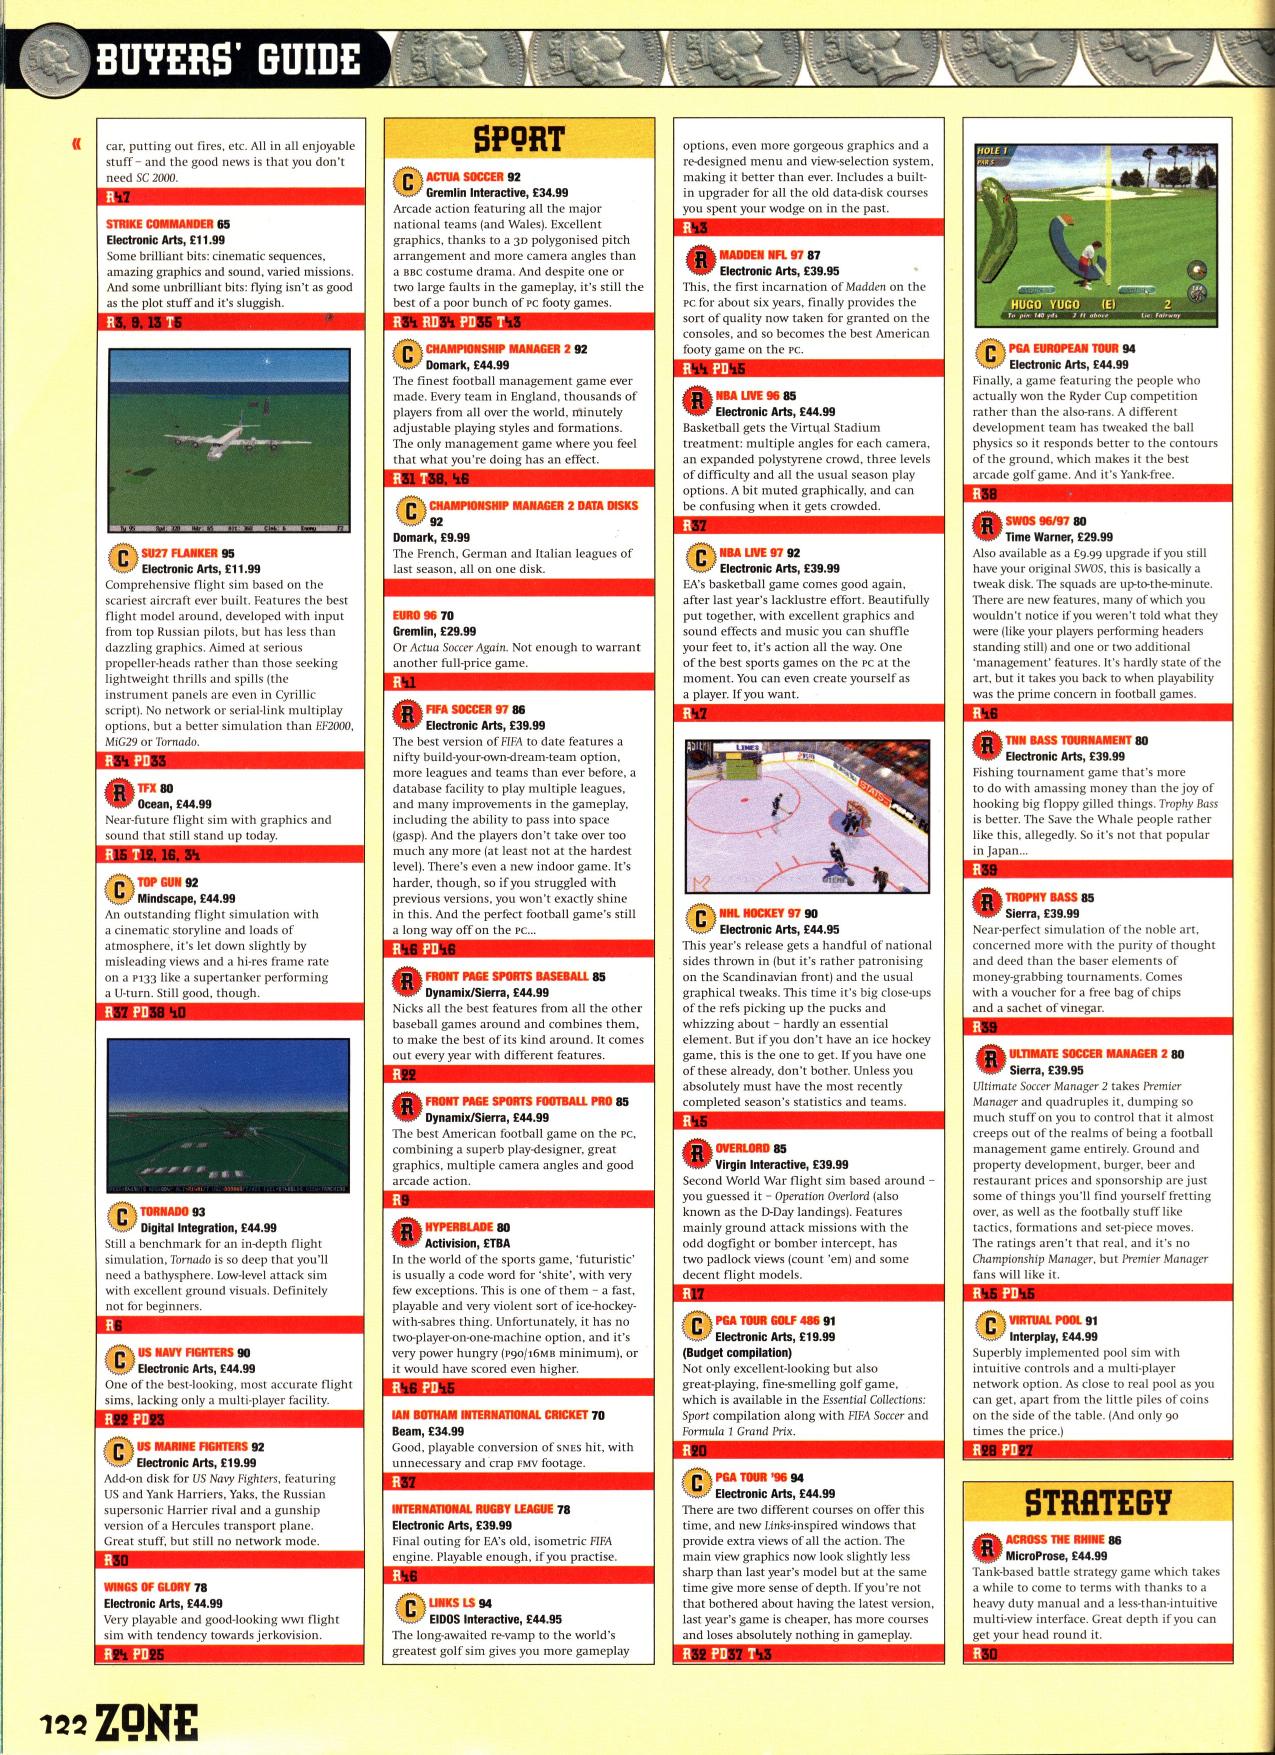 BUYERS' GUIDE
«
car, putting out fires, etc. All in all enjoyable
stuff – and the good news is that you don't
need SC 2000.
R47
STRIKE COMMANDER 65
Electronic Arts, £11.99
Some brilliant bits: cinematic sequences,
amazing graphics and sound, varied missions.
And some unbrilliant bits: flying isn't as good
as the plot stuff and it's sluggish.
R3, 9, 13 T5
C SU27 FLANKER 95
Electronic Arts, £11.99
Comprehensive flight sim based on the
scariest aircraft ever built. Features the best
flight model around, developed with input
from top Russian pilots, but has less than
dazzling graphics. Aimed at serious
propeller-heads rather than those seeking
lightweight thrills and spills (the
instrument panels are even in Cyrillic
script). No network or serial-link multiplay
options, but a better simulation than EF2000,
MiG29 or Tornado.
R34 PD33
R TFX 80
Ocean, £44.99
Near-future flight sim with graphics and
sound that still stand up today.
R15 T12, 16, 34
C TOP GUN 92
Mindscape, £44.99
An outstanding flight simulation with
a cinematic storyline and loads of
atmosphere, it's let down slightly by
misleading views and a hi-res frame rate
on a P133 like a supertanker performing
a U-turn. Still good, though.
R37 PD38 40
C TORNADO 93
Digital Integration, £44.99
Still a benchmark for an in-depth flight
simulation, Tornado is so deep that you'll
need a bathysphere. Low-level attack sim
with excellent ground visuals. Definitely
not for beginners.
R6
C US NAVY FIGHTERS 90
Electronic Arts, £44.99
One of the best-looking, most accurate flight
sims, lacking only a multi-player facility.
R22 PD23
C US MARINE FIGHTERS 92
Electronic Arts, £19.99
Add-on disk for US Navy Fighters, featuring
US and Yank Harriers, Yaks, the Russian
supersonic Harrier rival and a gunship
version of a Hercules transport plane.
Great stuff, but still no network mode.
R30
WINGS OF GLORY 78
Electronic Arts, £44.99
Very playable and good-looking WWI flight
sim with tendency towards jerkovision.
R24 PD25
SPORT
C ACTUA SOCCER 92
Gremlin Interactive, £34.99
Arcade action featuring all the major
national teams (and Wales). Excellent
graphics, thanks to a 3D polygonised pitch
arrangement and more camera angles than
a BBC costume drama. And despite one or
two large faults in the gameplay, it's still the
best of a poor bunch of PC footy games.
R34 RD34 PD35 T43
C CHAMPIONSHIP MANAGER 2 92
Domark, £44.99
The finest football management game ever
made. Every team in England, thousands of
players from all over the world, minutely
adjustable playing styles and formations.
The only management game where you feel
that what you're doing has an effect.
R31 T38, 46
C CHAMPIONSHIP MANAGER 2 DATA DISKS
92
Domark, £9.99
The French, German and Italian leagues of
last season, all on one disk.
EURO 96 70
Gremlin, £29.99
Or Actua Soccer Again. Not enough to warrant
another full-price game.
R41
R FIFA SOCCER 97 86
Electronic Arts, £39.99
The best version of FIFA to date features a
nifty build-your-own-dream-team option,
more leagues and teams than ever before, a
database facility to play multiple leagues,
and many improvements in the gameplay,
including the ability to pass into space
(gasp). And the players don't take over too
much any more (at least not at the hardest
level). There's even a new indoor game. It's
harder, though, so if you struggled with
previous versions, you won't exactly shine
in this. And the perfect football game's still
a long way off on the PC...
R46 PD46
R FRONT PAGE SPORTS BASEBALL 85
Dynamix/Sierra, £44.99
Nicks all the best features from all the other
baseball games around and combines them,
to make the best of its kind around. It comes
out every year with different features.
R22
R FRONT PAGE SPORTS FOOTBALL PRO 85
Dynamix/Sierra, £44.99
The best American football game on the PC,
combining a superb play-designer, great
graphics, multiple camera angles and good
arcade action.
R9
R HYPERBLADE 80
Activision, £TBA
In the world of the sports game, 'futuristic'
is usually a code word for 'shite', with very
few exceptions. This is one of them – a fast,
playable and very violent sort of ice-hockey-
with-sabres thing. Unfortunately, it has no
two-player-on-one-machine option, and it's
very power hungry (P90/16MB minimum), or
it would have scored even higher.
R46 PD45
IAN BOTHAM INTERNATIONAL CRICKET 70
Beam, £34.99
Good, playable conversion of SNES hit, with
unnecessary and crap FMV footage.
R37
INTERNATIONAL RUGBY LEAGUE 78
Electronic Arts, £39.99
Final outing for EA's old, isometric FIFA
engine. Playable enough, if you practise.
R46
C LINKS LS 94
EIDOS Interactive, £44.95
The long-awaited re-vamp to the world's
greatest golf sim gives you more gameplay
options, even more gorgeous graphics and a
re-designed menu and view-selection system,
making it better than ever. Includes a built-
in upgrader for all the old data-disk courses
you spent your wodge on in the past.
R43
R MADDEN NFL 97 87
Electronic Arts, £39.95
This, the first incarnation of Madden on the
PC for about six years, finally provides the
sort of quality now taken for granted on the
consoles, and so becomes the best American
footy game on the PC.
R44 PD45
R NBA LIVE 96 85
Electronic Arts, £44.99
Basketball gets the Virtual Stadium
treatment: multiple angles for each camera,
an expanded polystyrene crowd, three levels
of difficulty and all the usual season play
options. A bit muted graphically, and can
be confusing when it gets crowded.
R37
C NBA LIVE 97 92
Electronic Arts, £39.99
EA's basketball game comes good again,
after last year's lacklustre effort. Beautifully
put together, with excellent graphics and
sound effects and music you can shuffle
your feet to, it's action all the way. One
of the best sports games on the PC at the
moment. You can even create yourself as
a player. If you want.
R47
C NHL HOCKEY 97 90
Electronic Arts, £44.95
This year's release gets a handful of national
sides thrown in (but it's rather patronising
on the Scandinavian front) and the usual
graphical tweaks. This time it's big close-ups
of the refs picking up the pucks and
whizzing about – hardly an essential
element. But if you don't have an ice hockey
game, this is the one to get. If you have one
of these already, don't bother. Unless you
absolutely must have the most recently
completed season's statistics and teams.
R45
R OVERLORD 85
Virgin Interactive, £39.99
Second World War flight sim based around –
you guessed it – Operation Overlord (also
known as the D-Day landings). Features
mainly ground attack missions with the
odd dogfight or bomber intercept, has
two padlock views (count 'em) and some
decent flight models.
R17
C PGA TOUR GOLF 486 91
Electronic Arts, £19.99
(Budget compilation)
Not only excellent-looking but also
great-playing, fine-smelling golf game,
which is available in the Essential Collections:
Sport compilation along with FIFA Soccer and
Formula 1 Grand Prix.
R20
C PGA TOUR '96 94
Electronic Arts, £44.99
There are two different courses on offer this
time, and new Links-inspired windows that
provide extra views of all the action. The
main view graphics now look slightly less
sharp than last year's model but at the same
time give more sense of depth. If you're not
that bothered about having the latest version,
last year's game is cheaper, has more courses
and loses absolutely nothing in gameplay.
R32 PD37 T43
HOLE 1
PAR 5
HUGO YUGO (E) 2
To pin: 140 yds 2 ft above Lie: Fairway
C PGA EUROPEAN TOUR 94
Electronic Arts, £44.99
Finally, a game featuring the people who
actually won the Ryder Cup competition
rather than the also-rans. A different
development team has tweaked the ball
physics so it responds better to the contours
of the ground, which makes it the best
arcade golf game. And it's Yank-free.
R38
R SWOS 96/97 80
Time Warner, £29.99
Also available as a £9.99 upgrade if you still
have your original SWOS, this is basically a
tweak disk. The squads are up-to-the-minute.
There are new features, many of which you
wouldn't notice if you weren't told what they
were (like your players performing headers
standing still) and one or two additional
'management' features. It's hardly state of the
art, but it takes you back to when playability
was the prime concern in football games.
R46
R TNN BASS TOURNAMENT 80
Electronic Arts, £39.99
Fishing tournament game that's more
to do with amassing money than the joy of
hooking big floppy gilled things. Trophy Bass
is better. The Save the Whale people rather
like this, allegedly. So it's not that popular
in Japan...
R39
R TROPHY BASS 85
Sierra, £39.99
Near-perfect simulation of the noble art,
concerned more with the purity of thought
and deed than the baser elements of
money-grabbing tournaments. Comes
with a voucher for a free bag of chips
and a sachet of vinegar.
R39
R ULTIMATE SOCCER MANAGER 2 80
Sierra, £39.95
Ultimate Soccer Manager 2 takes Premier
Manager and quadruples it, dumping so
much stuff on you to control that it almost
creeps out of the realms of being a football
management game entirely. Ground and
property development, burger, beer and
restaurant prices and sponsorship are just
some of things you'll find yourself fretting
over, as well as the footbally stuff like
tactics, formations and set-piece moves.
The ratings aren't that real, and it's no
Championship Manager, but Premier Manager
fans will like it.
R45 PD45
C VIRTUAL POOL 91
Interplay, £44.99
Superbly implemented pool sim with
intuitive controls and a multi-player
network option. As close to real pool as you
can get, apart from the little piles of coins
on the side of the table. (And only 90
times the price.)
R28 PD27
STRATEGY
R ACROSS THE RHINE 86
MicroProse, £44.99
Tank-based battle strategy game which takes
a while to come to terms with thanks to a
heavy duty manual and a less-than-intuitive
multi-view interface. Great depth if you can
get your head round it.
R30
122 ZONE